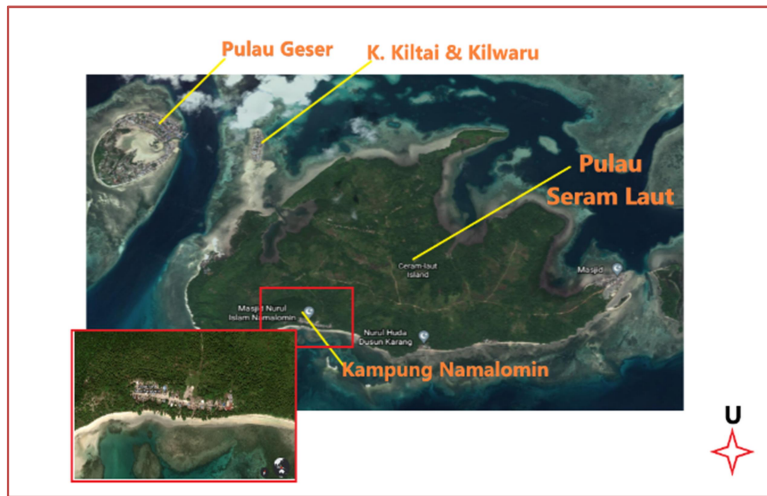 Pulau Geser
K. Kiltai & Kilwaru
Pulau
Seram Laut
Ceram-laut
Island
Masjid
Masjid Nurul
Islam Namalomin
Nurul Huda
Dusun Karang
Kampung Namalomin
U